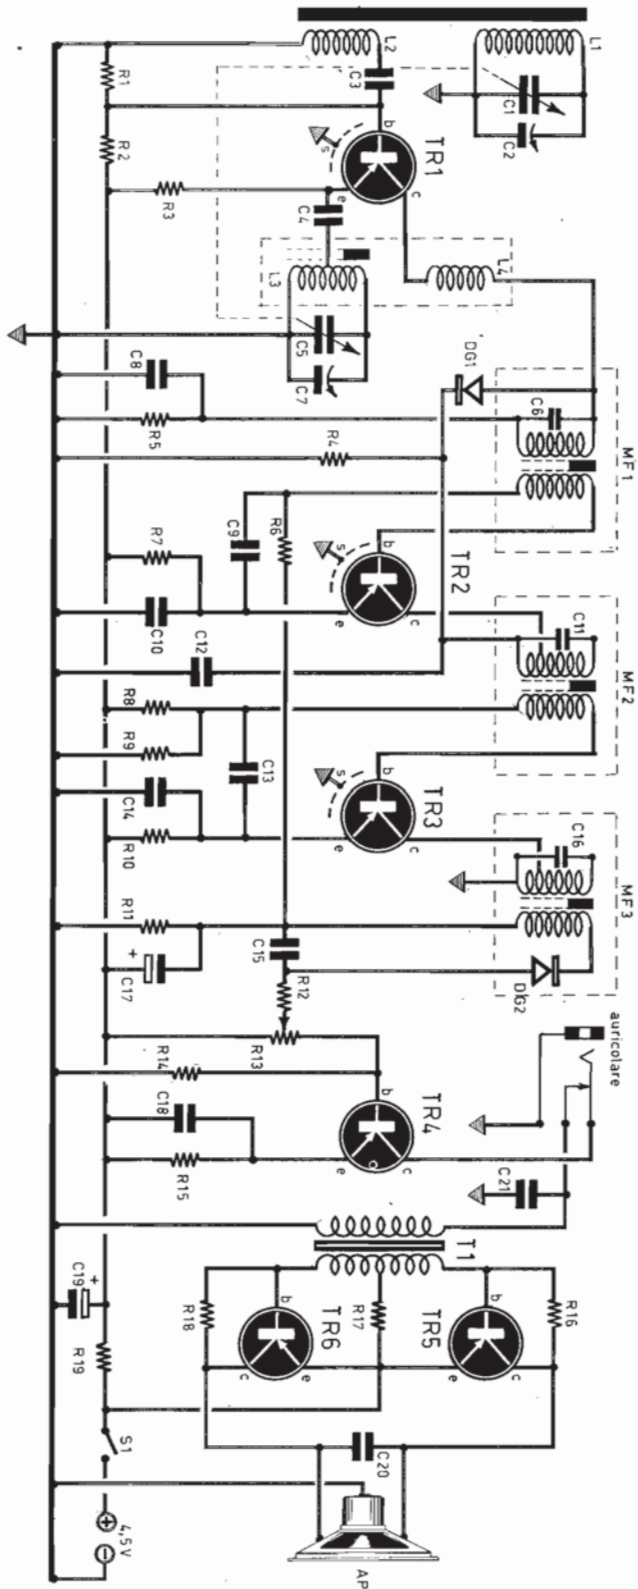 L1
C1
C2
L2
C3
R1
R2
b
TR1
c
s
e
R3
C4
L4
L3
C5
C7
DG1
C6
MF1
C8
R5
R4
R6
C9
R7
C10
b
TR2
c
s
e
C12
C11
MF2
R8
R9
C13
C14
R10
b
TR3
c
s
e
C16
MF3
DG2
R11
C17
+
C15
R12
R13
R14
auricolare
b
TR4
c
e
C18
R15
C21
T1
C19
+
R19
R18
R17
R16
b
TR5
c
e
b
TR6
c
e
S1
C20
AP
4,5V
+
−